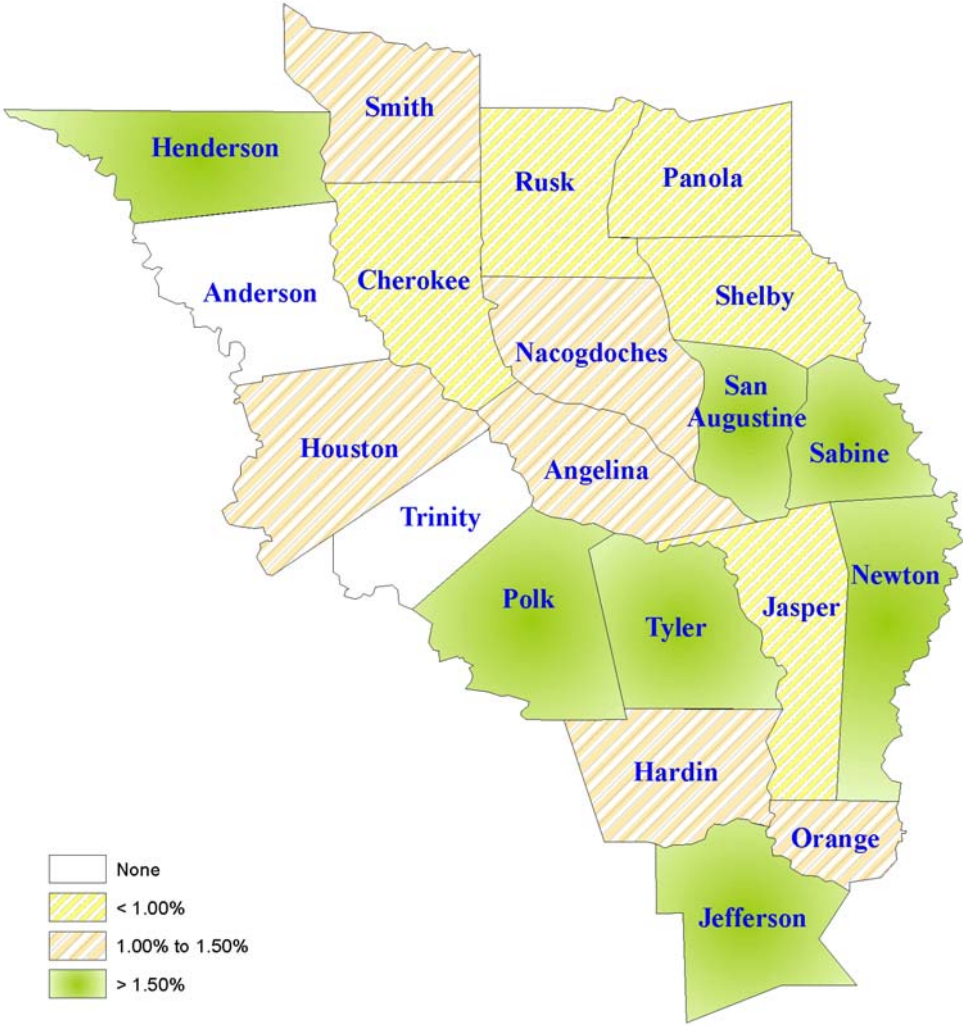 Smith
Henderson
Rusk
Panola
Cherokee
Anderson
Shelby
Nacogdoches
San
Augustine
Houston
Sabine
Angelina
Trinity
Newton
Polk
Jasper
Tyler
Hardin
Orange
Jefferson
None
< 1.00%
1.00% to 1.50%
> 1.50%